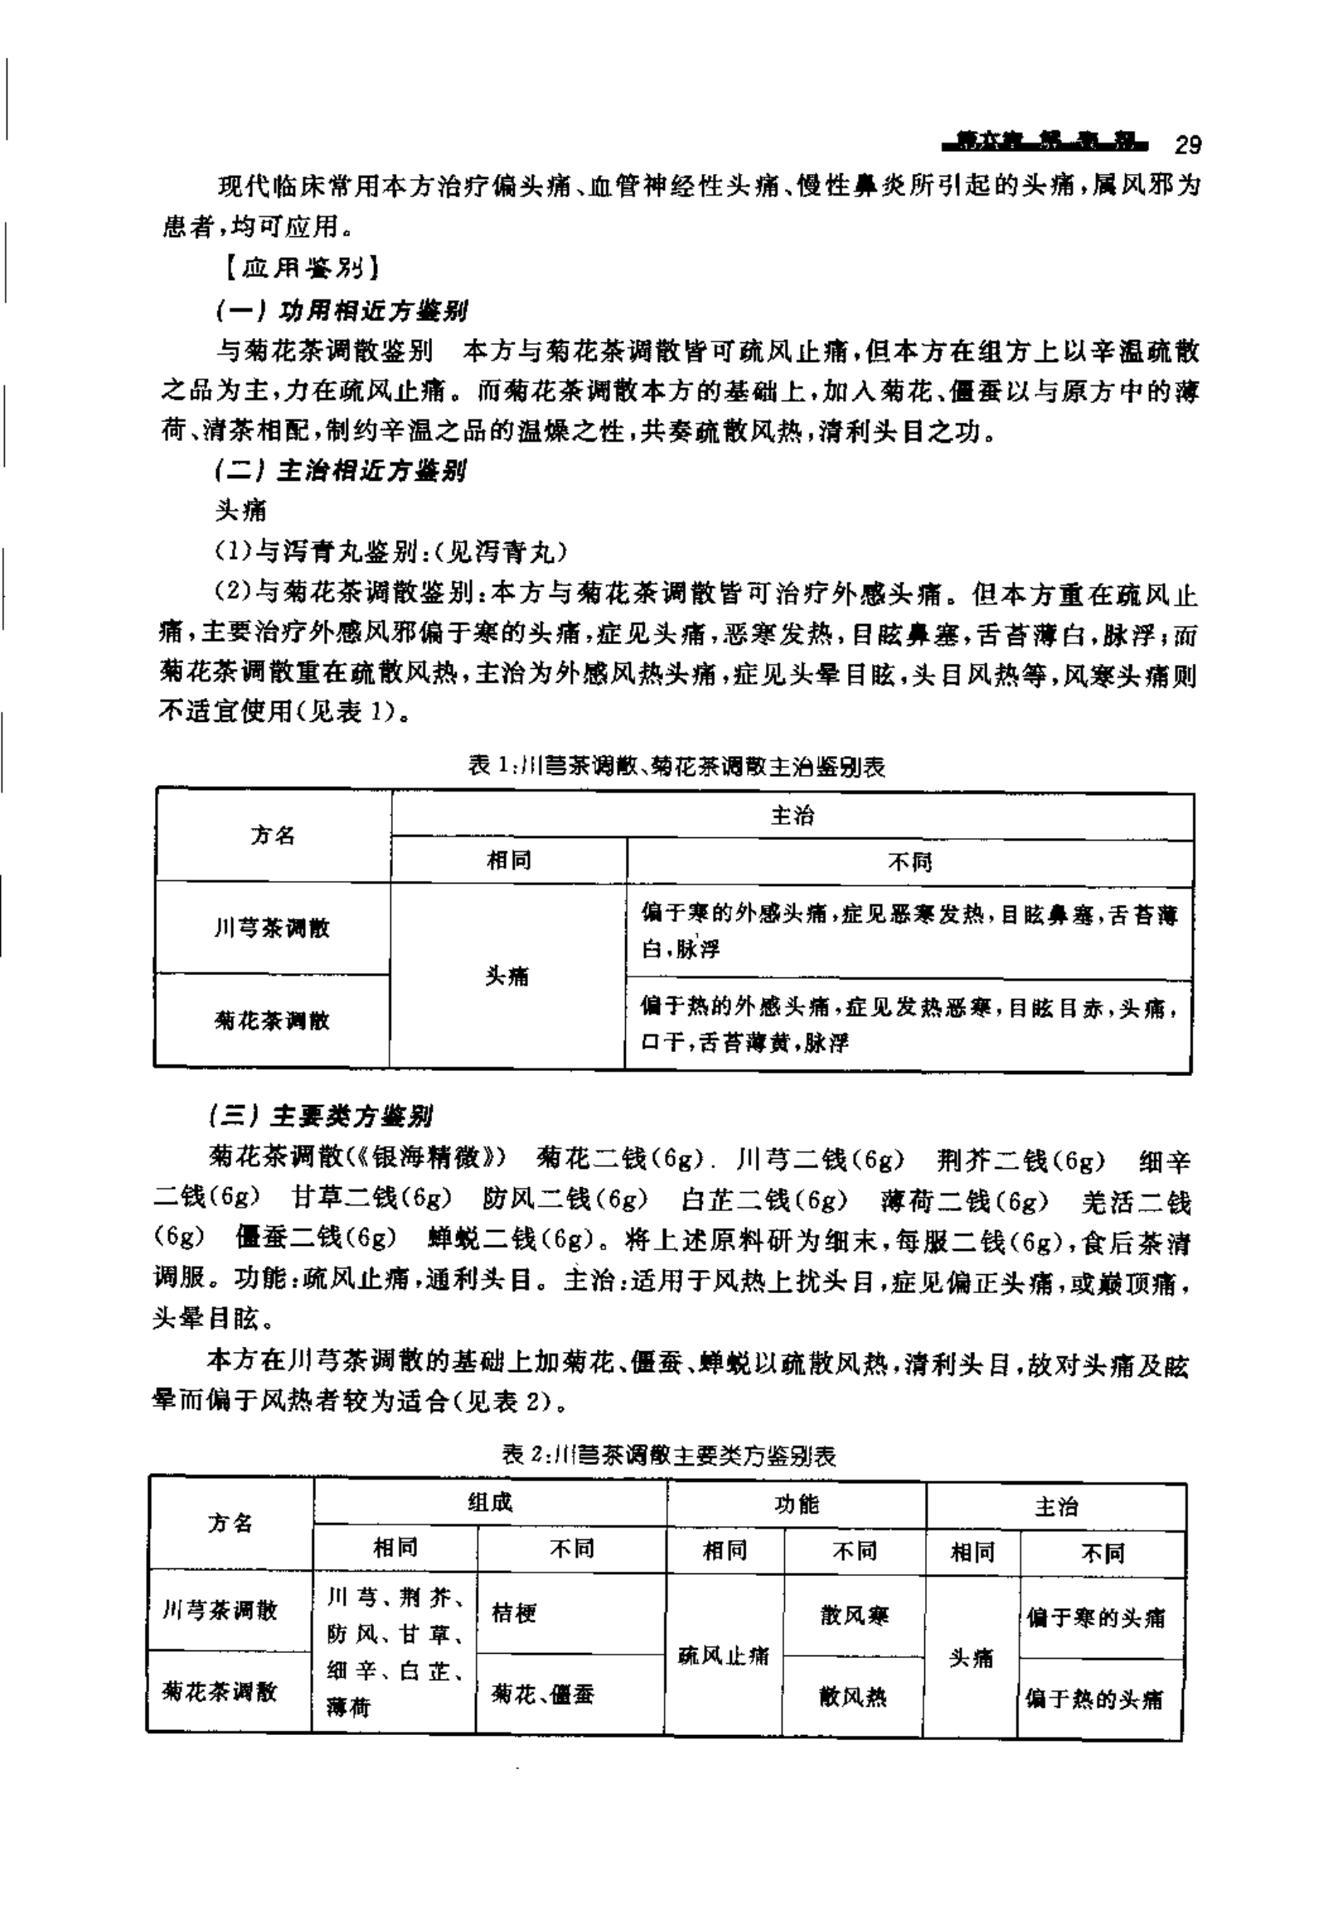 29
现代临床常用本方治疗偏头痛、血管神经性头痛、慢性鼻炎所引起的头痛,属风邪为
患者,均可应用。
【应用鉴别】
(一)功用相近方鉴别
与菊花茶调散鉴别 本方与菊花茶调散皆可疏风止痛,但本方在组方上以辛温疏散
之品为主,力在疏风止痛。而菊花茶调散本方的基础上,加入菊花、僵蚕以与原方中的薄
荷、清茶相配,制约辛温之品的温燥之性,共奏疏散风热,清利头目之功。
(二)主治相近方鉴别
头痛
(1)与泻青丸鉴别:(见泻青丸)
(2)与菊花茶调散鉴别:本方与菊花茶调散皆可治疗外感头痛。但本方重在疏风止
痛,主要治疗外感风邪偏于寒的头痛,症见头痛,恶寒发热,目眩鼻塞,舌苔薄白,脉浮;而
菊花茶调散重在疏散风热,主治为外感风热头痛,症见头晕目眩,头目风热等,风寒头痛则
不适宜使用(见表1)。
表1:川芎茶调散、菊花茶调散主治鉴别表
方名 主治
相同 不同
川芎茶调散 头痛 偏于寒的外感头痛,症见恶寒发热,目眩鼻塞,舌苔薄
白,脉浮
菊花茶调散 偏于热的外感头痛,症见发热恶寒,目眩目赤,头痛,
口干,舌苔薄黄,脉浮
(三)主要类方鉴别
菊花茶调散(《银海精微》) 菊花二钱(6g). 川芎二钱(6g) 荆芥二钱(6g) 细辛
二钱(6g) 甘草二钱(6g) 防风二钱(6g) 白芷二钱(6g) 薄荷二钱(6g) 羌活二钱
(6g) 僵蚕二钱(6g) 蝉蜕二钱(6g)。将上述原料研为细末,每服二钱(6g),食后茶清
调服。功能:疏风止痛,通利头目。主治:适用于风热上扰头目,症见偏正头痛,或巅顶痛,
头晕目眩。
本方在川芎茶调散的基础上加菊花、僵蚕、蝉蜕以疏散风热,清利头目,故对头痛及眩
晕而偏于风热者较为适合(见表2)。
表2:川芎茶调散主要类方鉴别表
方名 组成 功能 主治
相同 不同 相同 不同 相同 不同
川芎茶调散 川芎、荆芥、 桔梗 疏风止痛 散风寒 头痛 偏于寒的头痛
防风、甘草、
细辛、白芷、
薄荷
菊花茶调散 菊花、僵蚕 散风热 偏于热的头痛